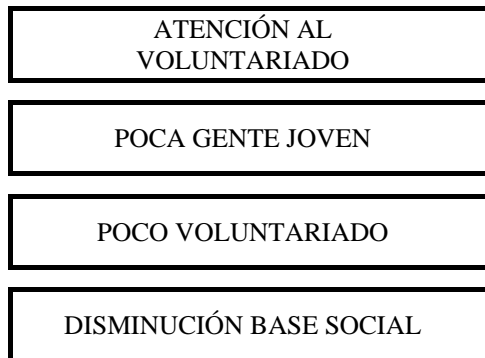 ATENCIÓN AL
VOLUNTARIADO
POCA GENTE JOVEN
POCO VOLUNTARIADO
DISMINUCIÓN BASE SOCIAL